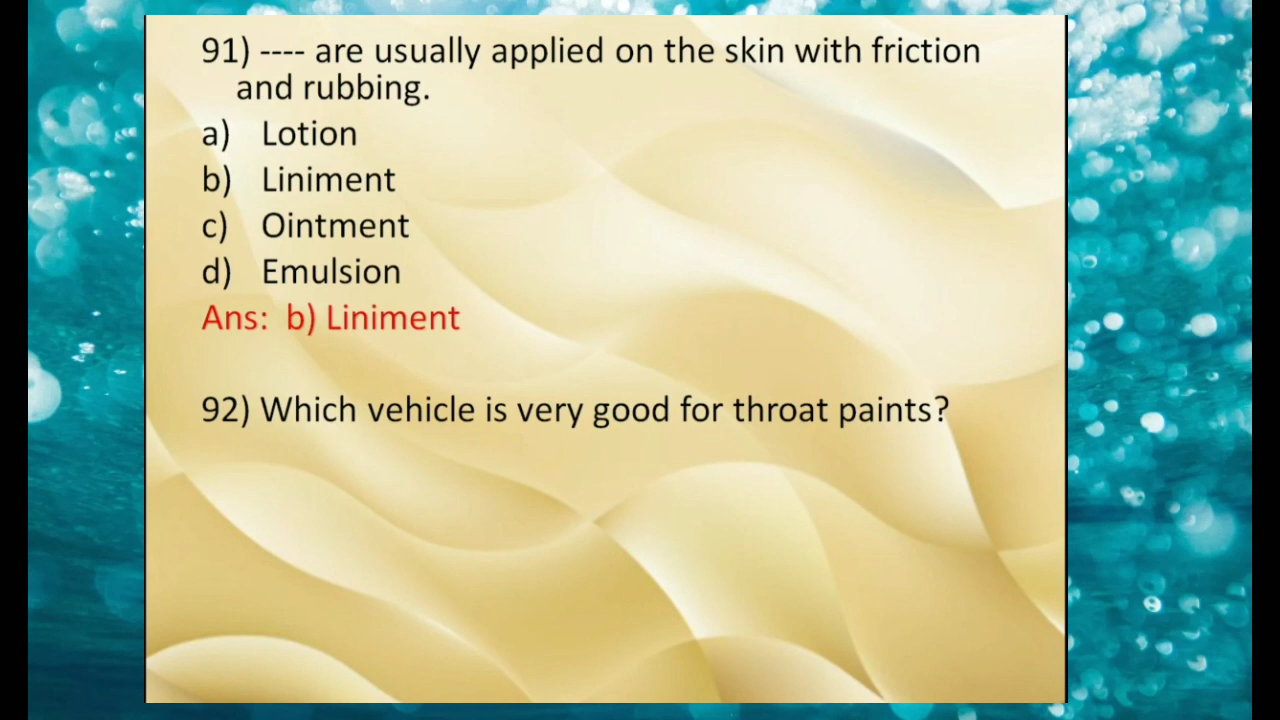 91) ---- are usually applied on the skin with friction
and rubbing.
a) Lotion
b) Liniment
c) Ointment
d) Emulsion
Ans: b) Liniment
92) Which vehicle is very good for throat paints?